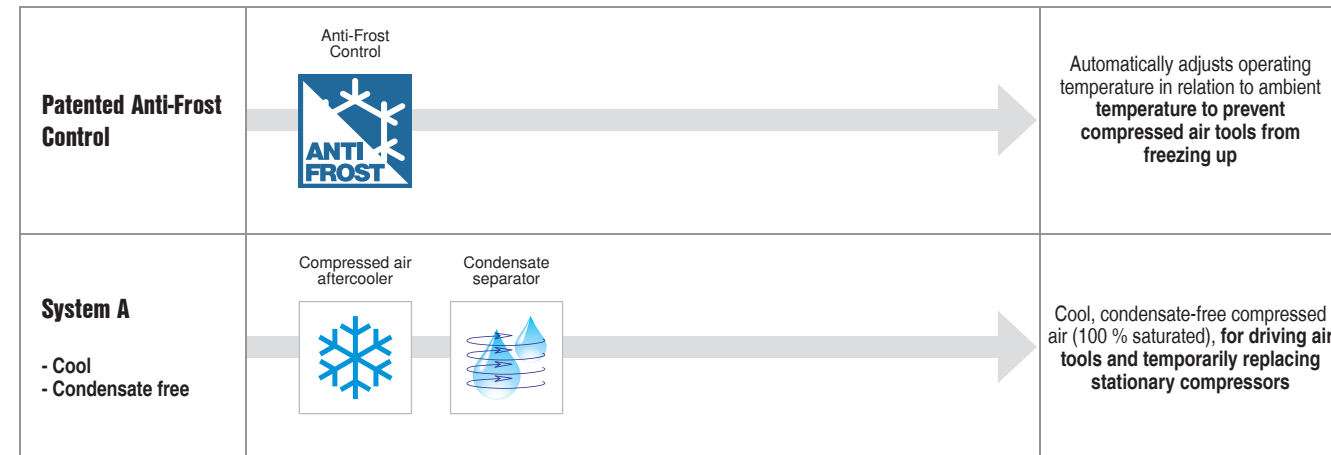 Patented Anti-Frost
Control
Anti-Frost
Control
ANTI
FROST
Automatically adjusts operating
temperature in relation to ambient
temperature to prevent
compressed air tools from
freezing up
System A
- Cool
- Condensate free
Compressed air
aftercooler
Condensate
separator
Cool, condensate-free compressed
air (100 % saturated), for driving air
tools and temporarily replacing
stationary compressors